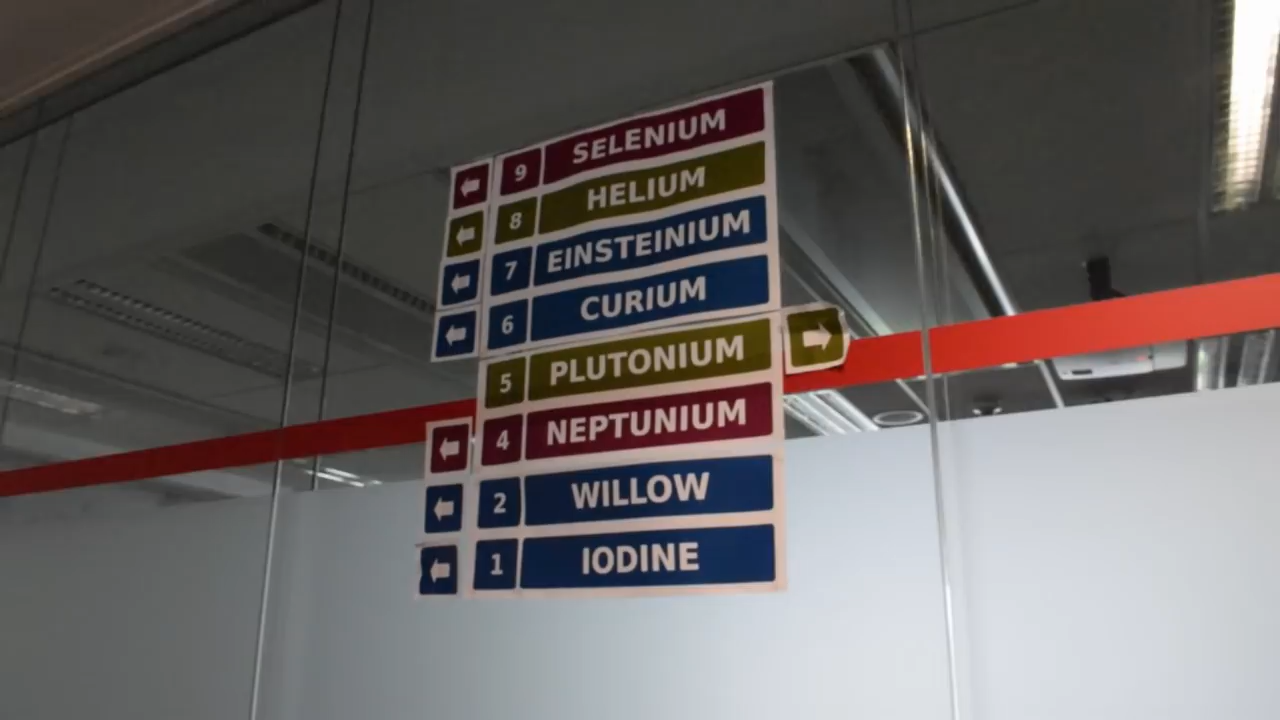 9 SELENIUM
8 HELIUM
7 EINSTEINIUM
6 CURIUM
5 PLUTONIUM
4 NEPTUNIUM
2 WILLOW
1 IODINE